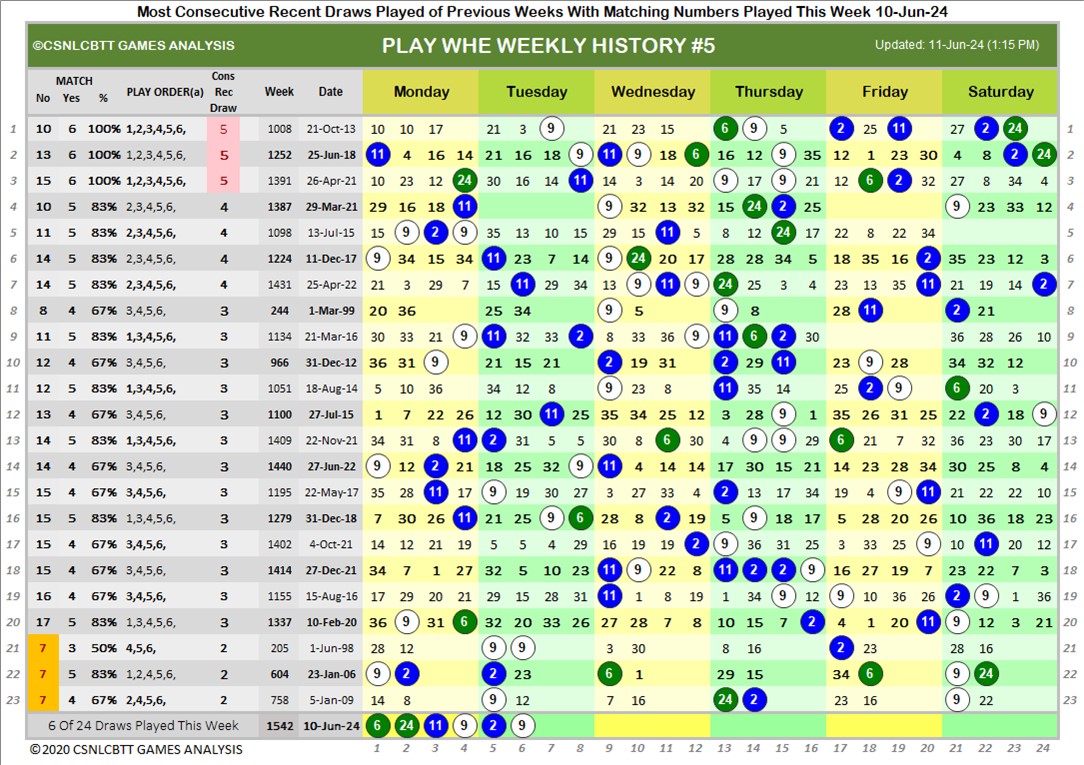 Most Consecutive Recent Draws Played of Previous Weeks With Matching Numbers Played This Week 10-Jun-24
©CSNLCBTT GAMES ANALYSIS PLAY WHE WEEKLY HISTORY #5 Updated: 11-Jun-24 (1:15 PM)
MATCH Cons
No Yes % PLAY ORDER(a) Rec Week Date Monday Tuesday Wednesday Thursday Friday Saturday
Draw
1 10 6 100% 1,2,3,4,5,6, 5 1008 21-Oct-13 10 10 17 21 3 9 21 23 15 6 9 5 2 25 11 27 2 24 1
2 13 6 100% 1,2,3,4,5,6, 5 1252 25-Jun-18 11 4 16 14 21 16 18 9 11 9 18 6 16 12 9 35 12 1 23 30 4 8 2 24 2
3 15 6 100% 1,2,3,4,5,6, 5 1391 26-Apr-21 10 23 12 24 30 16 14 11 3 14 14 20 9 17 9 21 12 6 2 32 27 8 34 4 3
4 10 5 83% 2,3,4,5,6, 4 1387 29-Mar-21 29 16 18 11 9 32 13 32 15 24 2 25 9 23 33 12 4
5 11 5 83% 2,3,4,5,6, 4 1098 13-Jul-15 15 9 2 9 35 13 10 15 29 15 11 5 8 12 24 17 22 8 22 34 5
6 14 5 83% 2,3,4,5,6, 4 1224 11-Dec-17 9 34 15 34 11 23 7 14 9 24 20 17 28 28 34 5 18 35 16 2 35 23 12 3 6
7 14 5 83% 2,3,4,5,6, 4 1431 25-Apr-22 21 3 29 7 15 11 29 34 13 9 11 9 24 25 3 4 23 13 35 11 21 19 14 2 7
8 8 4 67% 3,4,5,6, 3 244 1-Mar-99 20 36 25 34 9 5 9 8 28 11 2 21 8
9 11 5 83% 1,3,4,5,6, 3 1134 21-Mar-16 30 33 21 9 11 32 33 2 8 33 36 9 11 6 2 30 36 28 26 10 9
10 12 4 67% 3,4,5,6, 3 966 31-Dec-12 36 31 9 21 15 21 2 19 31 2 29 11 23 9 28 34 32 12 10
11 12 5 83% 1,3,4,5,6, 3 1051 18-Aug-14 5 10 36 34 12 8 9 23 8 11 35 14 25 2 9 6 20 3 11
12 13 4 67% 3,4,5,6, 3 1100 27-Jul-15 1 7 22 26 12 30 11 25 35 34 25 12 3 28 9 1 35 26 31 25 22 2 18 9 12
13 14 5 83% 1,3,4,5,6, 3 1409 22-Nov-21 34 31 8 11 2 31 5 5 30 8 6 30 4 9 9 29 6 21 7 32 36 23 30 17 13
14 14 4 67% 3,4,5,6, 3 1440 27-Jun-22 9 12 2 21 18 25 32 9 11 4 14 14 17 30 15 21 14 23 28 34 30 25 8 4 14
15 15 4 67% 3,4,5,6, 3 1195 22-May-17 35 28 11 17 9 19 30 27 3 27 33 4 2 13 17 34 19 4 9 11 21 22 22 10 15
16 15 5 83% 1,3,4,5,6, 3 1279 31-Dec-18 7 30 26 11 21 25 9 6 28 8 2 19 5 9 18 17 5 28 20 26 10 36 18 23 16
17 15 4 67% 3,4,5,6, 3 1402 4-Oct-21 14 12 21 19 5 5 4 29 16 19 19 2 9 36 31 25 3 33 25 9 10 11 20 12 17
18 15 4 67% 3,4,5,6, 3 1414 27-Dec-21 34 7 1 27 32 5 10 23 11 9 22 8 11 2 2 9 16 27 19 7 23 22 7 3 18
19 16 4 67% 3,4,5,6, 3 1155 15-Aug-16 17 29 20 21 29 15 28 31 11 1 8 19 1 34 9 12 9 10 36 26 2 9 1 36 19
20 17 5 83% 1,3,4,5,6, 3 1337 10-Feb-20 36 9 31 6 32 20 33 26 27 28 7 8 10 15 7 2 4 1 20 11 9 12 3 21 20
21 7 3 50% 4,5,6, 2 205 1-Jun-98 28 12 9 9 3 30 8 16 2 23 28 16 21
22 7 5 83% 1,2,4,5,6, 2 604 23-Jan-06 9 2 2 23 6 1 29 15 34 6 9 24 22
23 7 4 67% 2,4,5,6, 2 758 5-Jan-09 14 8 9 12 7 16 24 2 23 16 9 22 23
6 Of 24 Draws Played This Week 1542 10-Jun-24 6 24 11 9 2 9
© 2020 CSNLCBTT GAMES ANALYSIS 1 2 3 4 5 6 7 8 9 10 11 12 13 14 15 16 17 18 19 20 21 22 23 24